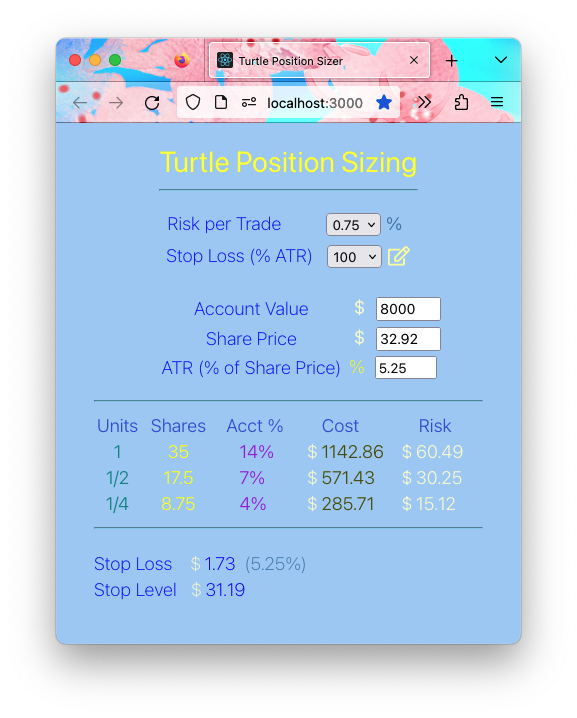 Turtle Position Sizer
localhost:3000
Turtle Position Sizing
Risk per Trade 0.75 %
Stop Loss (% ATR) 100
Account Value $ 8000
Share Price $ 32.92
ATR (% of Share Price) % 5.25
Units Shares Acct % Cost Risk
1 35 14% $ 1142.86 $ 60.49
1/2 17.5 7% $ 571.43 $ 30.25
1/4 8.75 4% $ 285.71 $ 15.12
Stop Loss $ 1.73 (5.25%)
Stop Level $ 31.19